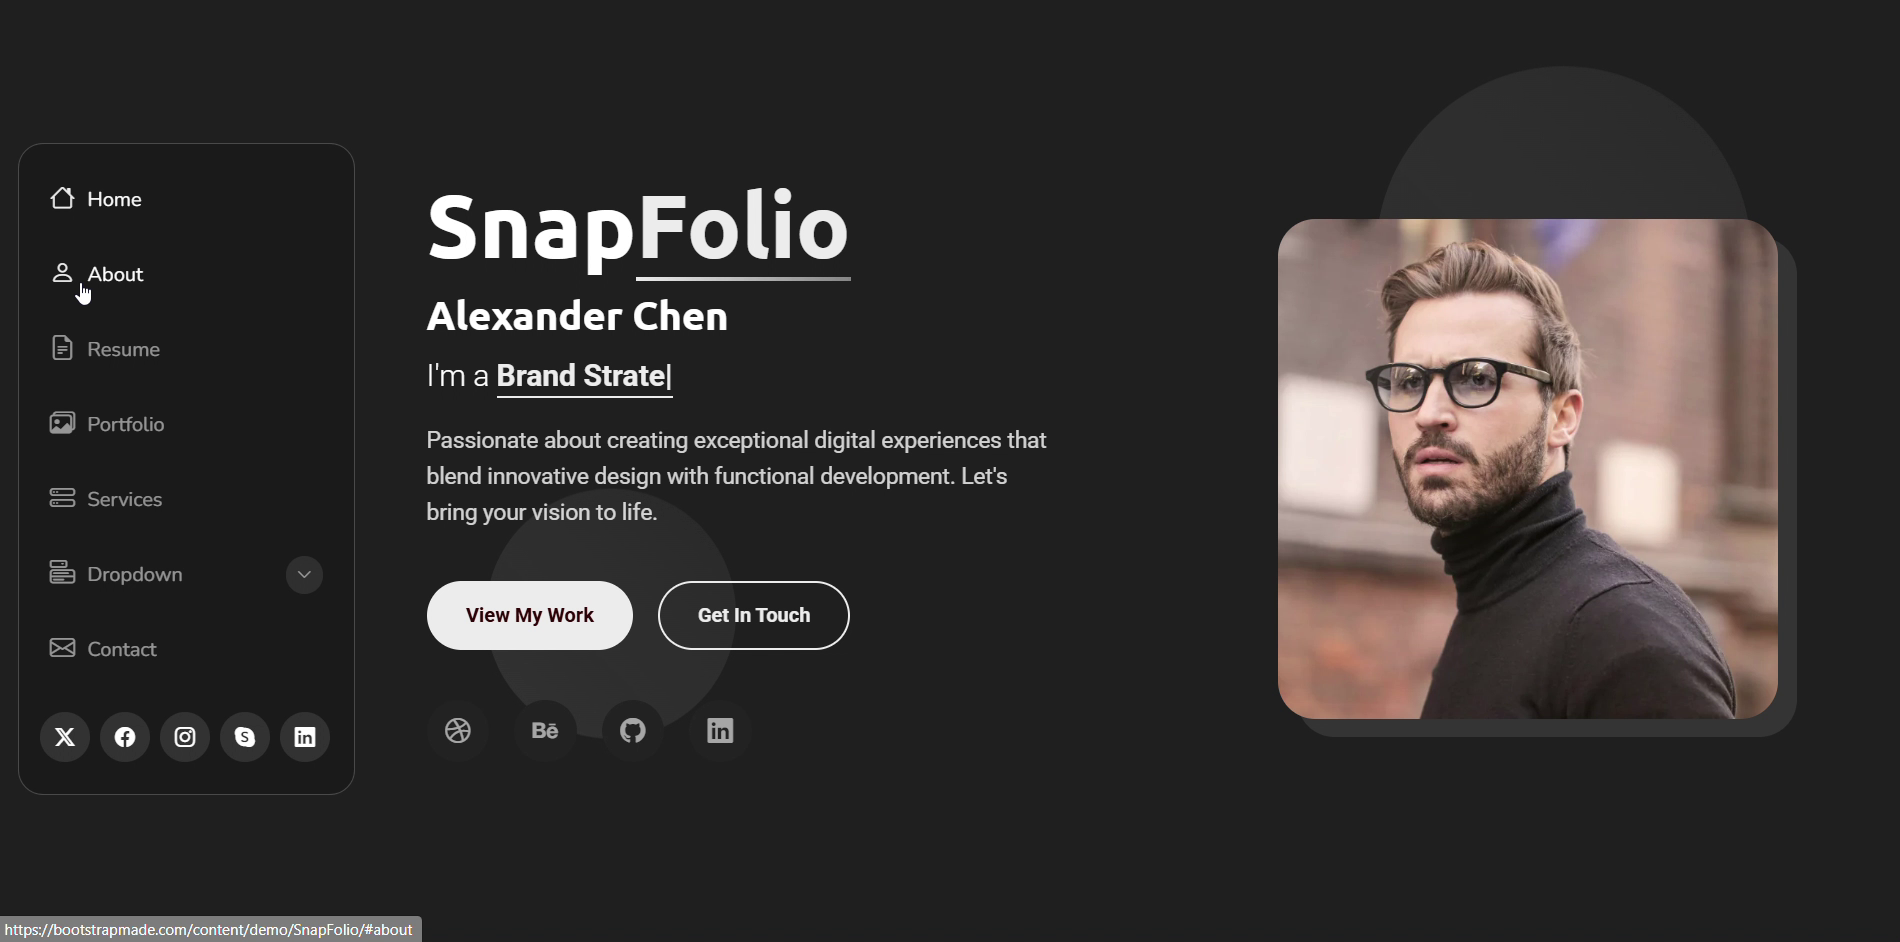 Home
About
Resume
Portfolio
Services
Dropdown
Contact
SnapFolio
Alexander Chen
I'm a Brand Strate|
Passionate about creating exceptional digital experiences that
blend innovative design with functional development. Let's
bring your vision to life.
View My Work
Get In Touch
Bē
in
https://bootstrapmade.com/content/demo/SnapFolio/#about